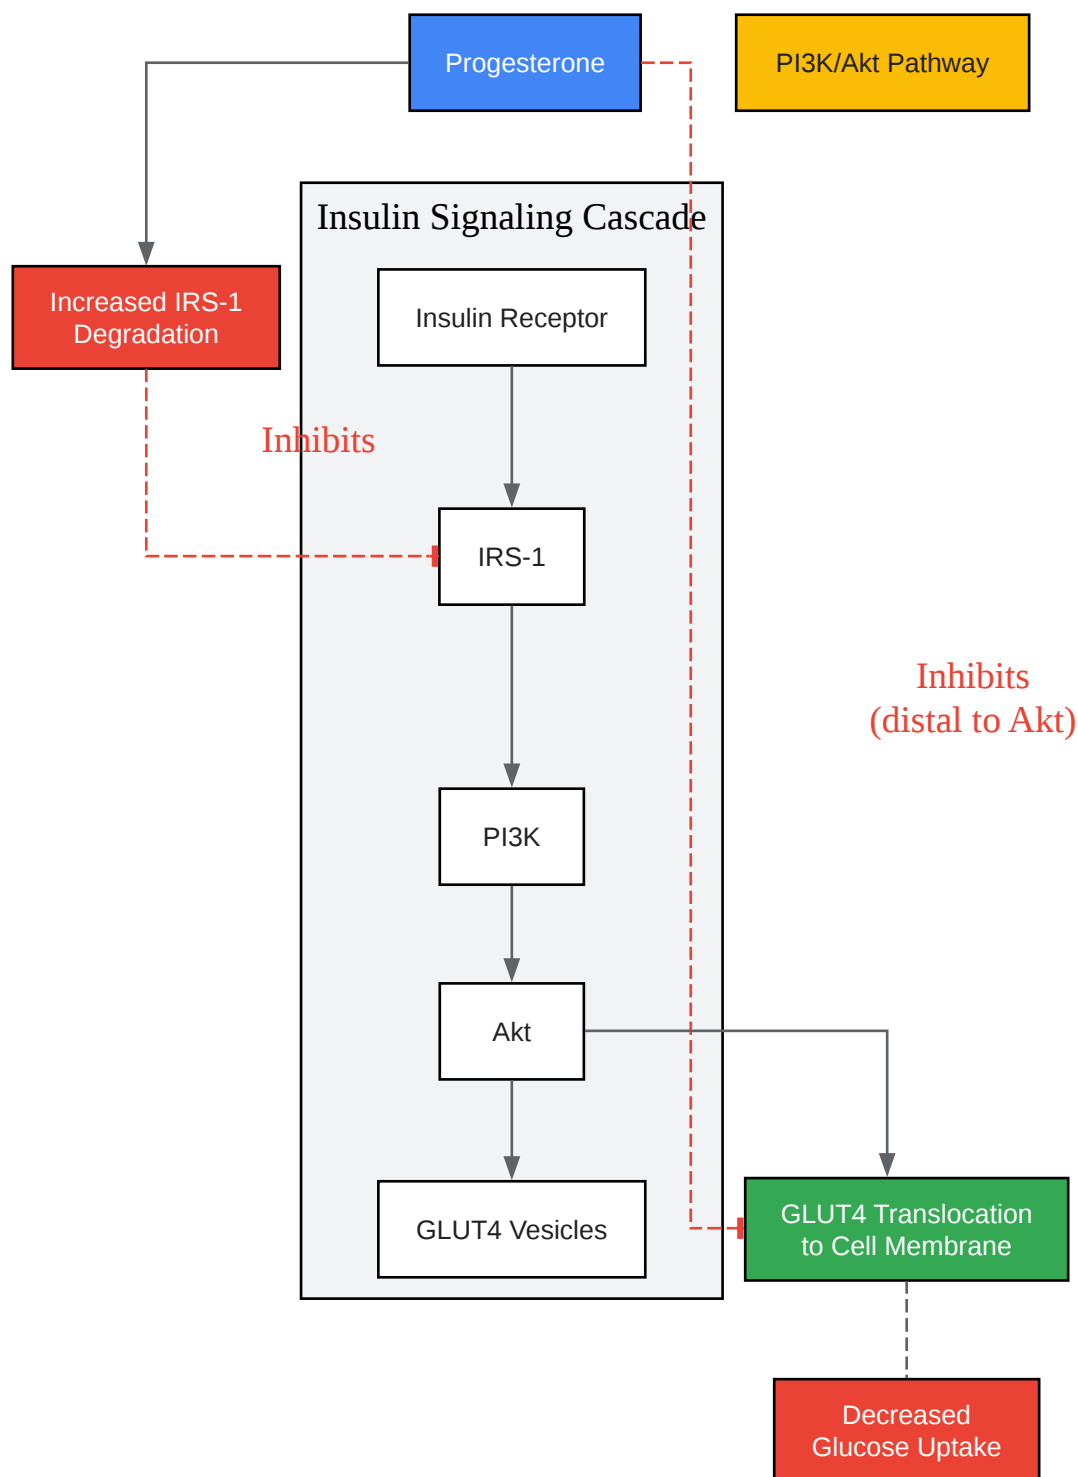 Progesterone
PI3K/Akt Pathway
Insulin Signaling Cascade
Increased IRS-1
Degradation
Insulin Receptor
Inhibits
IRS-1
Inhibits
(distal to Akt)
PI3K
Akt
GLUT4 Vesicles
GLUT4 Translocation
to Cell Membrane
Decreased
Glucose Uptake